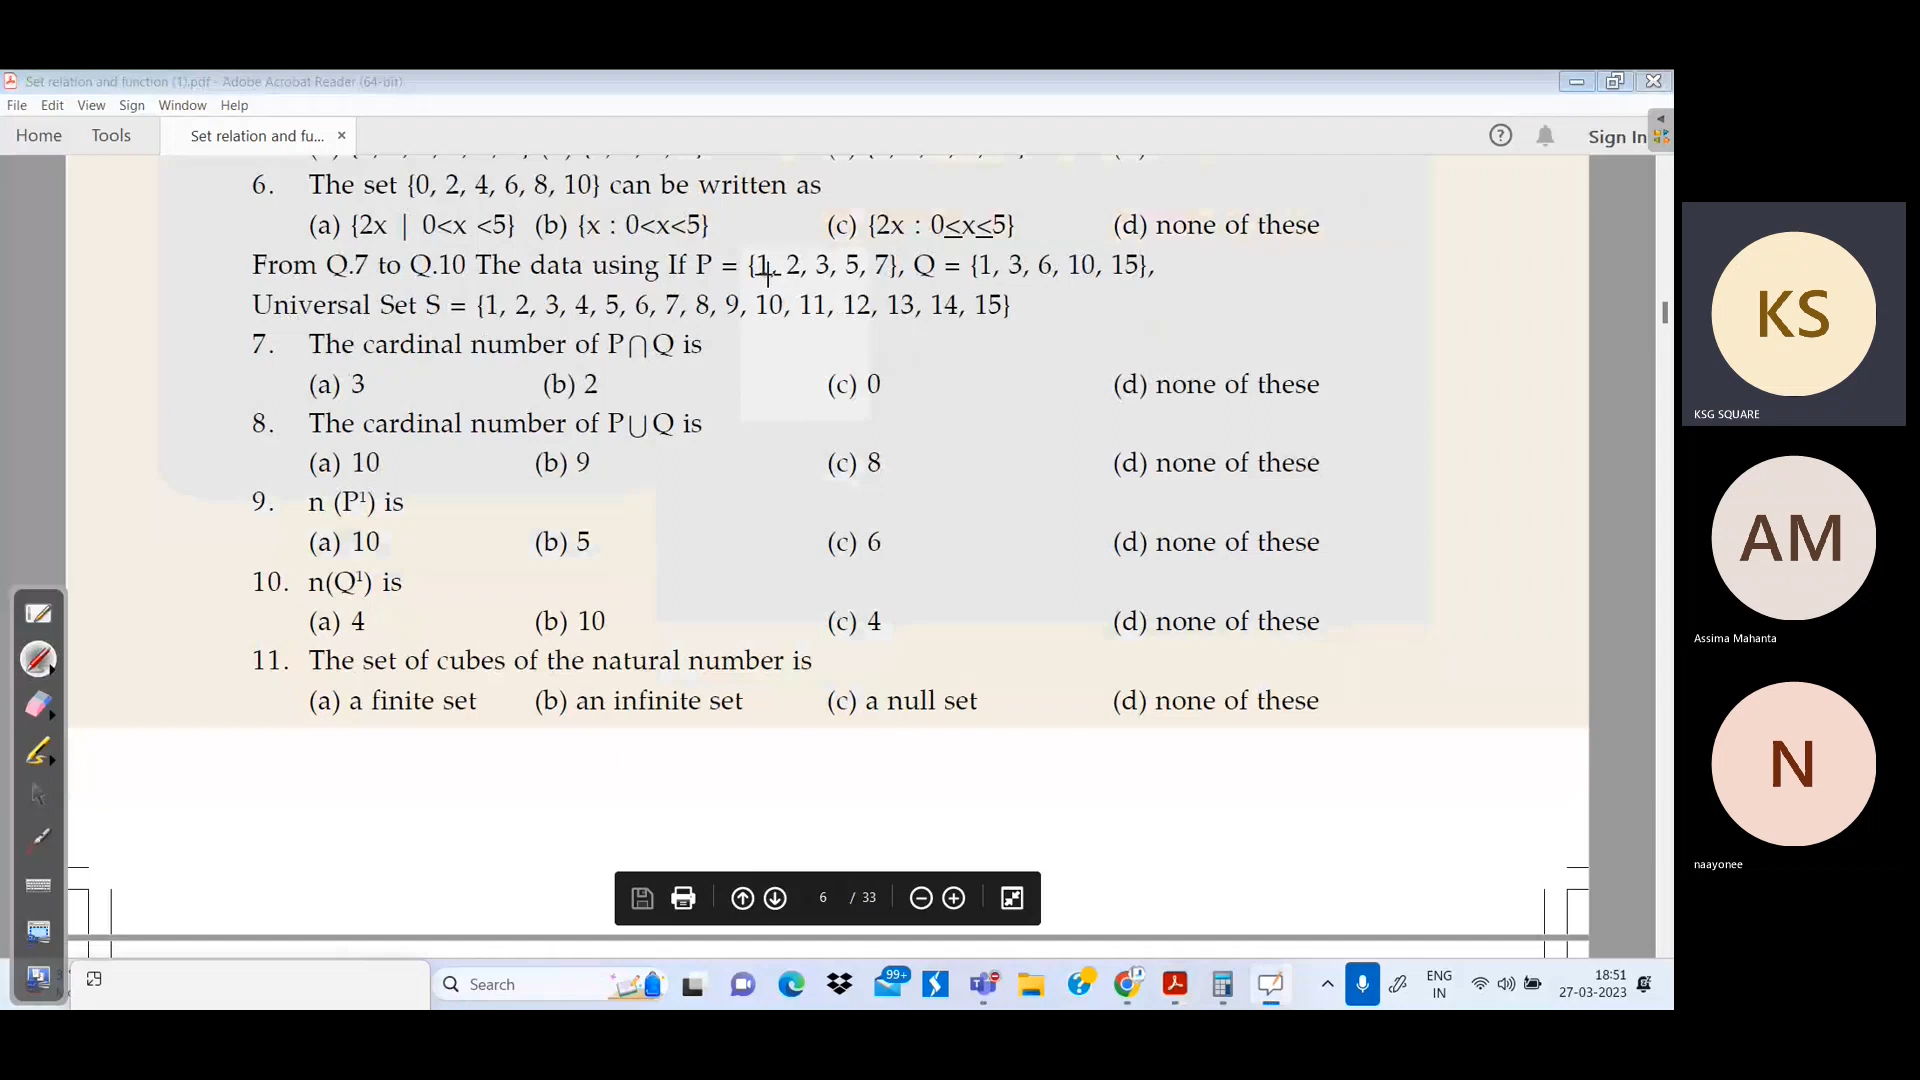 Set relation and function (1).pdf - Adobe Acrobat Reader (64-bit)
File Edit View Sign Window Help
Home Tools Set relation and fu... × Sign In
6. The set {0, 2, 4, 6, 8, 10} can be written as
(a) {2x | 0<x <5} (b) {x : 0<x<5} (c) {2x : 0≤x≤5} (d) none of these
From Q.7 to Q.10 The data using If P = {1, 2, 3, 5, 7}, Q = {1, 3, 6, 10, 15},
Universal Set S = {1, 2, 3, 4, 5, 6, 7, 8, 9, 10, 11, 12, 13, 14, 15}
7. The cardinal number of P⋂Q is
(a) 3 (b) 2 (c) 0 (d) none of these
8. The cardinal number of P⋃Q is
(a) 10 (b) 9 (c) 8 (d) none of these
9. n (P¹) is
(a) 10 (b) 5 (c) 6 (d) none of these
10. n(Q¹) is
(a) 4 (b) 10 (c) 4 (d) none of these
11. The set of cubes of the natural number is
(a) a finite set (b) an infinite set (c) a null set (d) none of these
6 / 33
Search 99+
ENG
IN
18:51
27-03-2023
KS
KSG SQUARE
AM
Assima Mahanta
N
naayonee